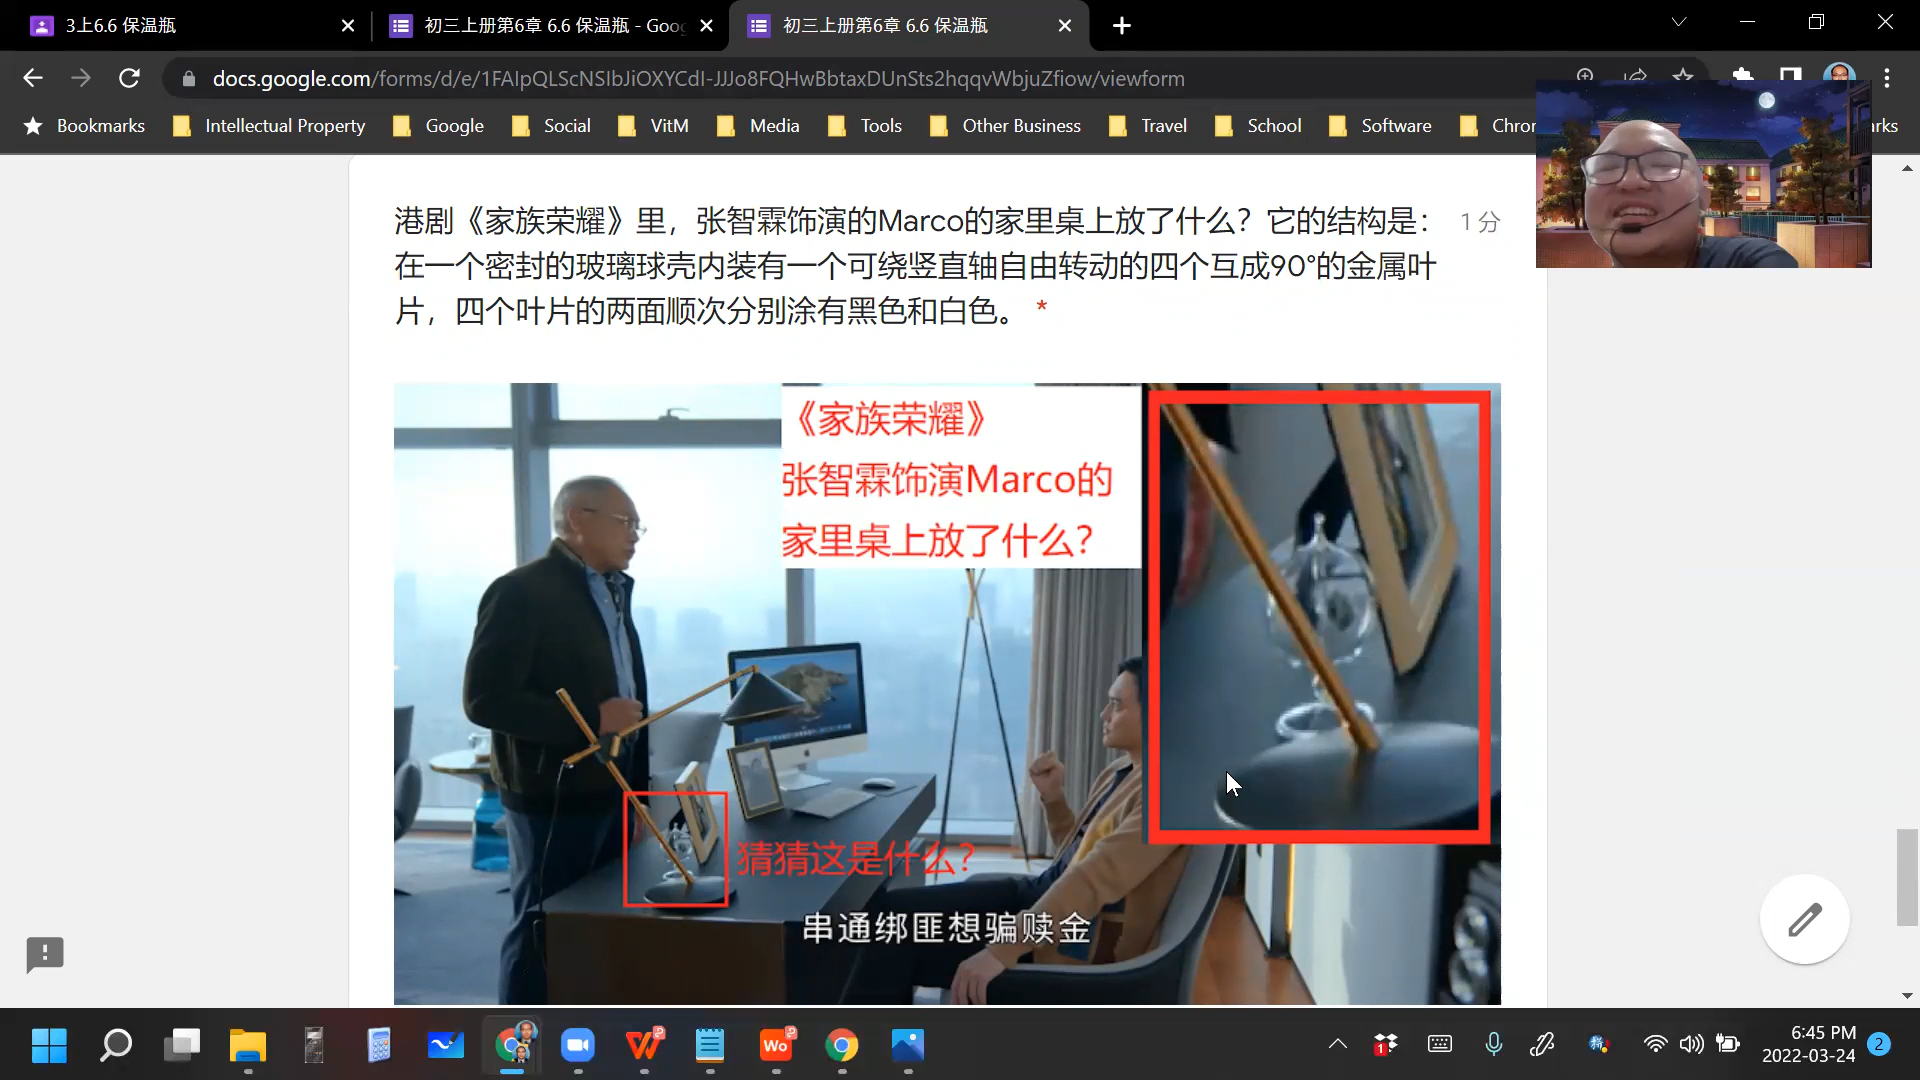 3上6.6 保温瓶
初三上册第6章 6.6 保温瓶 - Goo
初三上册第6章 6.6 保温瓶
docs.google.com/forms/d/e/1FAIpQLScNSIbJiOXYCdI-JJJo8FQHwBbtaxDUnSts2hqqvWbjuZfiow/viewform
Bookmarks
Intellectual Property
Google
Social
VitM
Media
Tools
Other Business
Travel
School
Software
Chro
rks
港剧《家族荣耀》里，张智霖饰演的Marco的家里桌上放了什么？它的结构是：
1 分
在一个密封的玻璃球壳内装有一个可绕竖直轴自由转动的四个互成90°的金属叶
片，四个叶片的两面顺次分别涂有黑色和白色。 *
《家族荣耀》
张智霖饰演Marco的
家里桌上放了什么？
猜猜这是什么？
串通绑匪想骗赎金
Wo
1
6:45 PM
2022-03-24
2